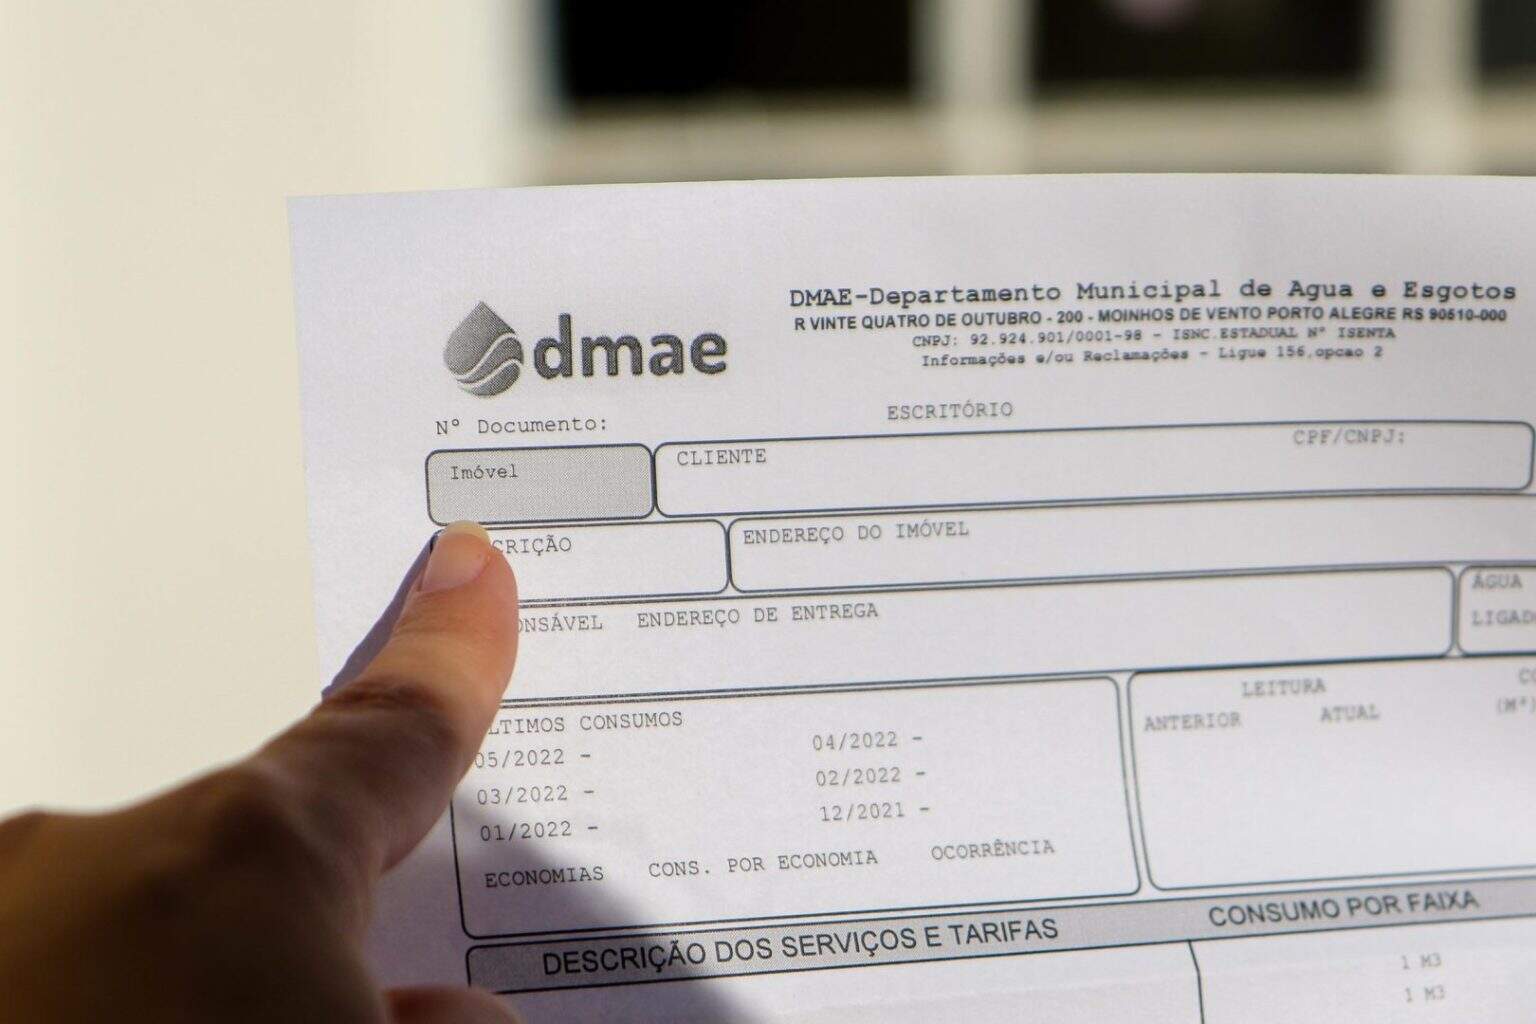 dmae
DMAE-Departamento Municipal de Agua e Esgotos
R VINTE QUATRO DE OUTUBRO - 200 - MOINHOS DE VENTO PORTO ALEGRE RS 90510-000
CNPJ: 92.924.901/0001-98 - ISNC.ESTADUAL Nº ISENTA
Informações e/ou Reclamações - Ligue 156,opcao 2
Nº Documento:
ESCRITÓRIO
Imóvel
CLIENTE
CPF/CNPJ:
CRIÇÃO
ENDEREÇO DO IMÓVEL
ONSÁVEL ENDEREÇO DE ENTREGA
ÁGUA
LIGAD
LTIMOS CONSUMOS
05/2022 - 04/2022 -
03/2022 - 02/2022 -
01/2022 - 12/2021 -
ECONOMIAS CONS. POR ECONOMIA OCORRÊNCIA
LEITURA CO
ANTERIOR ATUAL (M³)
DESCRIÇÃO DOS SERVIÇOS E TARIFAS CONSUMO POR FAIXA
1 M3
1 M3